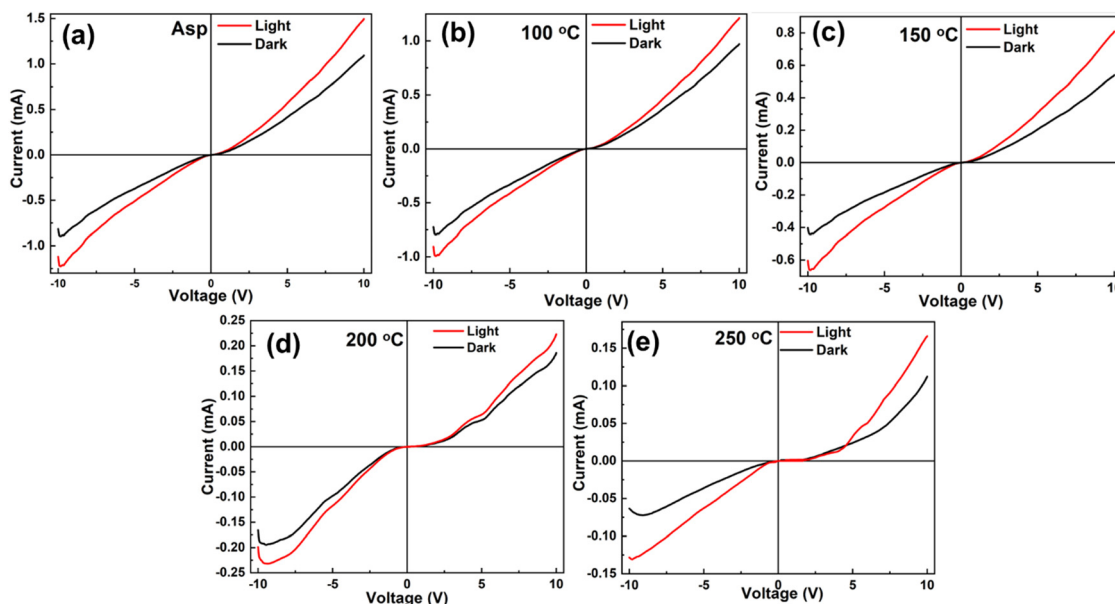 (a) Asp
Light
Dark
1.5
1.0
0.5
0.0
-0.5
-1.0
Current (mA)
-10 -5 0 5 10
Voltage (V)
(b) 100 °C
Light
Dark
1.0
0.5
0.0
-0.5
-1.0
Current (mA)
-10 -5 0 5 10
Voltage (V)
(c) 150 °C
Light
Dark
0.8
0.6
0.4
0.2
0.0
-0.2
-0.4
-0.6
Current (mA)
-10 -5 0 5 10
Voltage (V)
(d) 200 °C
Light
Dark
0.25
0.20
0.15
0.10
0.05
0.00
-0.05
-0.10
-0.15
-0.20
-0.25
Current (mA)
-10 -5 0 5 10
Voltage (V)
(e) 250 °C
Light
Dark
0.15
0.10
0.05
0.00
-0.05
-0.10
-0.15
Current (mA)
-10 -5 0 5 10
Voltage (V)